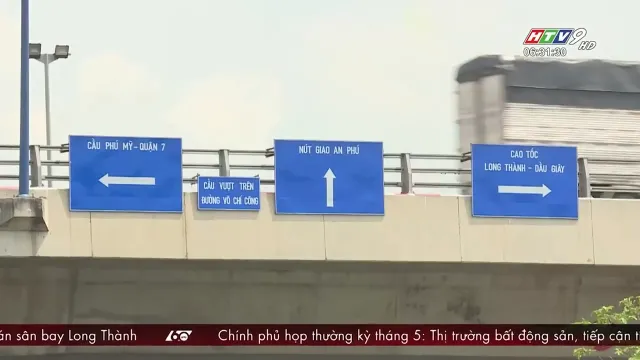 HTV9 HD
06:31:30
CẦU PHÚ MỸ-QUẬN 7
CẦU VƯỢT TRÊN
ĐƯỜNG VÕ CHÍ CÔNG
NÚT GIAO AN PHÚ
CAO TỐC
LONG THÀNH - DẦU GIÂY
án sân bay Long Thành
60
Chính phủ họp thường kỳ tháng 5: Thị trường bất động sản, tiếp cận t